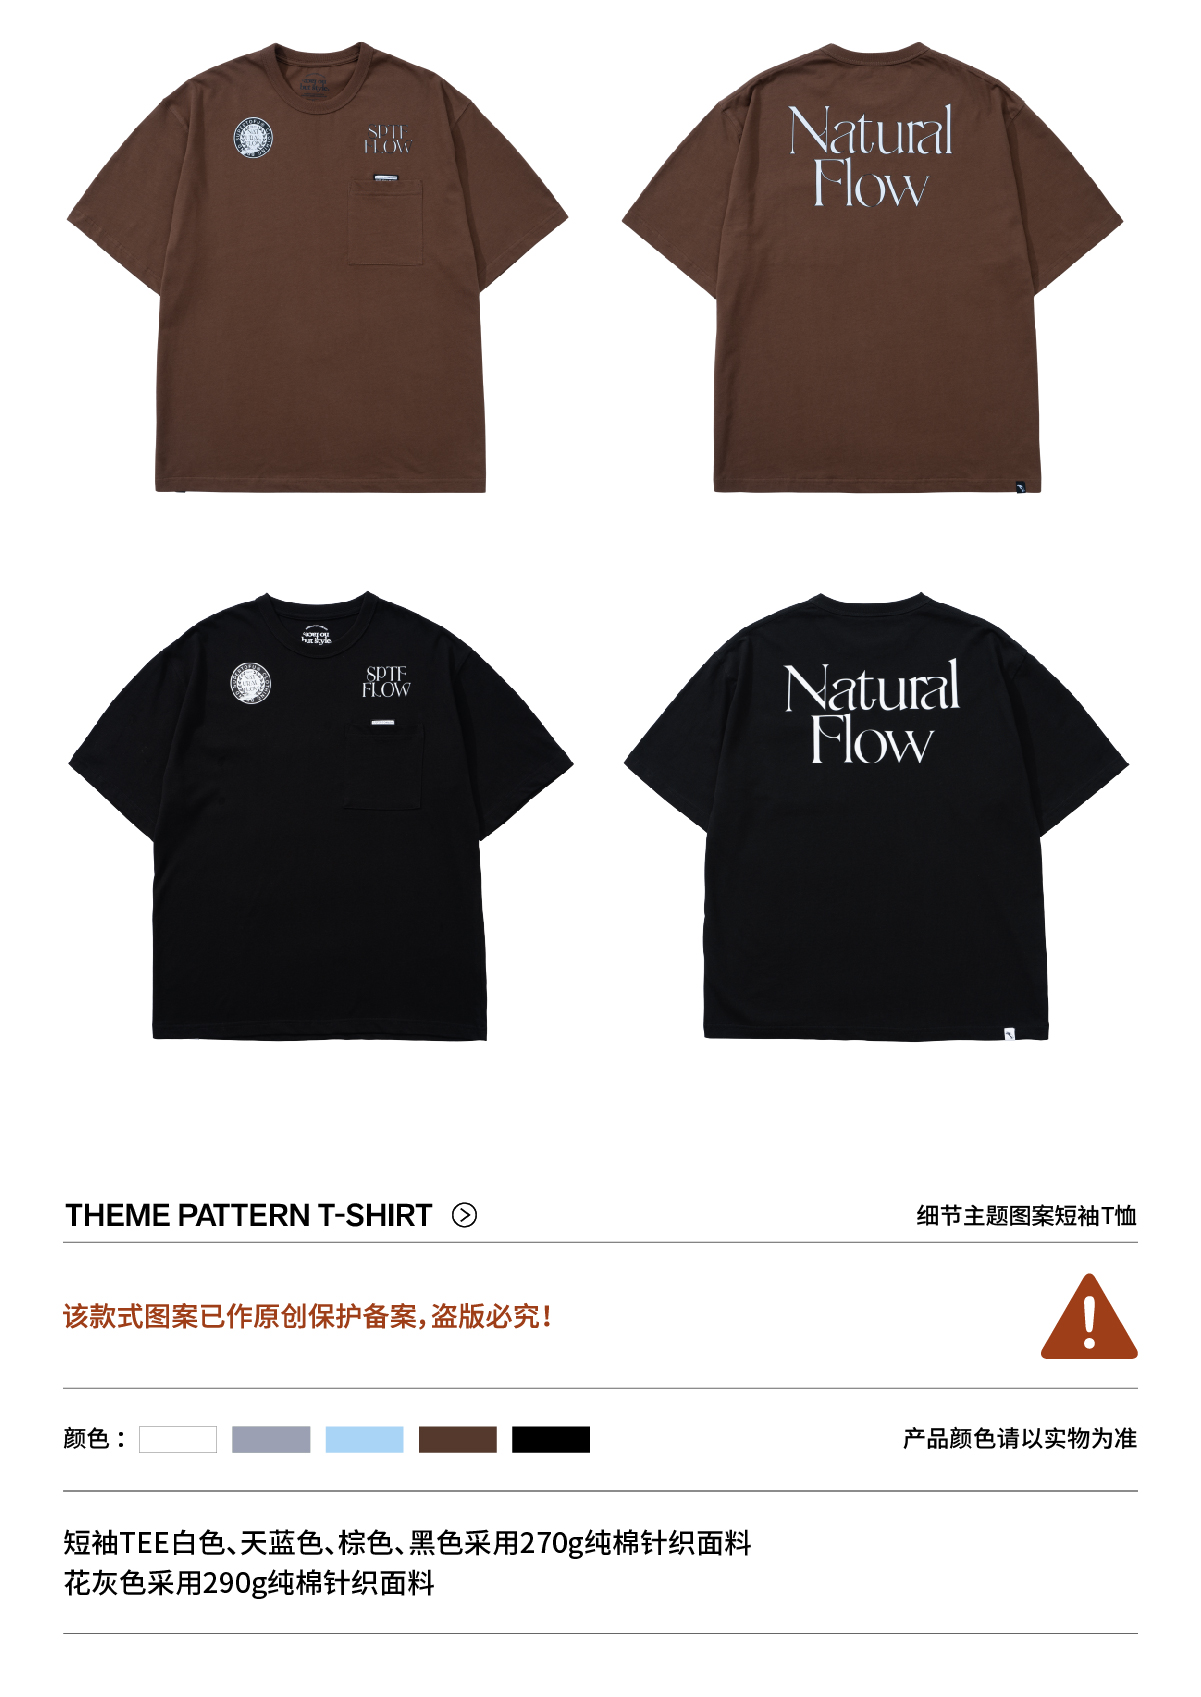 SPTF
FLOW
Natural
Flow
but style
SPTF
FLOW
Natural
Flow
THEME PATTERN T-SHIRT
细节主题图案短袖T恤
该款式图案已作原创保护备案，盗版必究！
颜色：
产品颜色请以实物为准
短袖TEE白色、天蓝色、棕色、黑色采用270g纯棉针织面料
花灰色采用290g纯棉针织面料